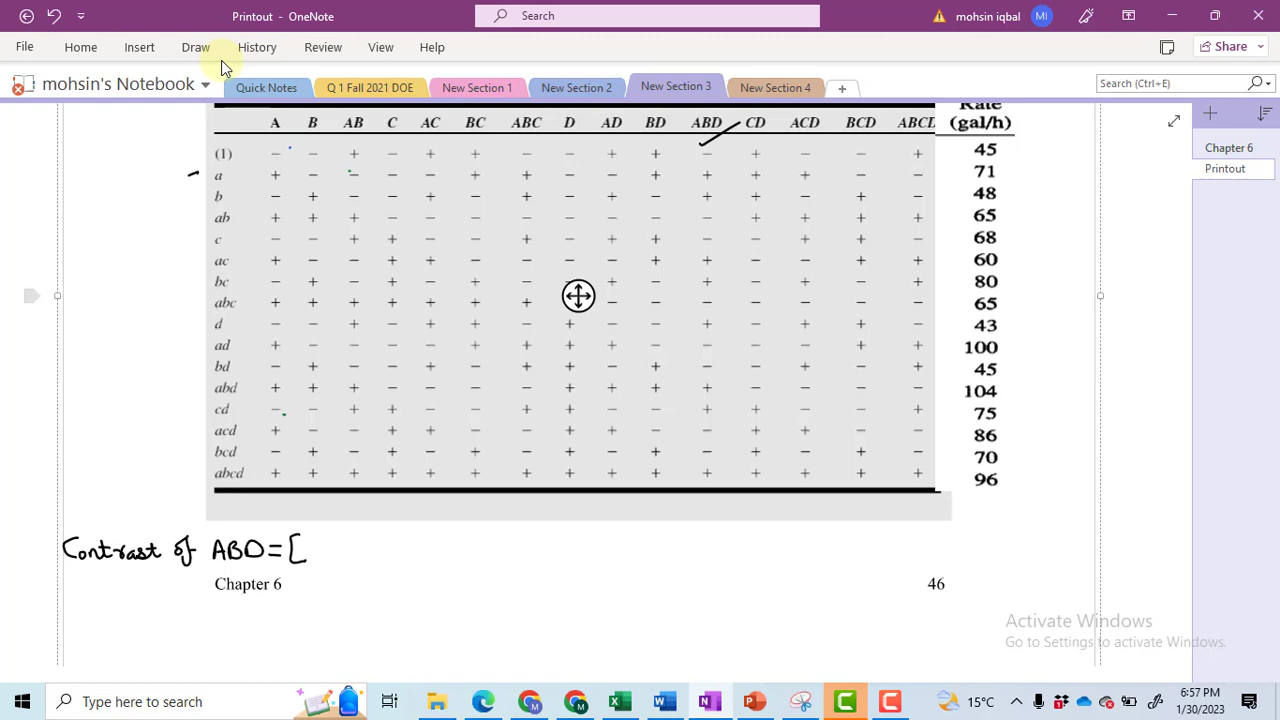 Printout - OneNote
Search
mohsin iqbal
MI
File Home Insert Draw History Review View Help
Share
mohsin's Notebook
Quick Notes
Q 1 Fall 2021 DOE
New Section 1
New Section 2
New Section 3
New Section 4
Search (Ctrl+E)
Chapter 6
Printout
Rate
(gal/h)
A B AB C AC BC ABC D AD BD ABD CD ACD BCD ABCD
(1) − − + − + + − − + + − + − − + 45
a + − − − − + + − − + + + + − − 71
b − + − − + − + − + − + + − + − 48
ab + + + − − − − − − − − + + + + 65
c − − + + − − + − + + − − + + − 68
ac + − − + + − − − − + + − − + + 60
bc − + − + − + − − + − + − + − + 80
abc + + + + + + + − − − − − − 65
d − − + − + + − + − − + − + + − 43
ad + − − − − + + + + − − − − + + 100
bd − + − − + − + + − + − − + − + 45
abd + + + − − − − + + + + − − − − 104
cd − − + + − − + + − − + + − − + 75
acd + − − + + − − + + − − + + − − 86
bcd − + − + − + − + − + − + − + − 70
abcd + + + + + + + + + + + + + + + 96
Contrast of ABD = [
Chapter 6 46
Activate Windows
Go to Settings to activate Windows.
Type here to search
15°C
6:57 PM
1/30/2023